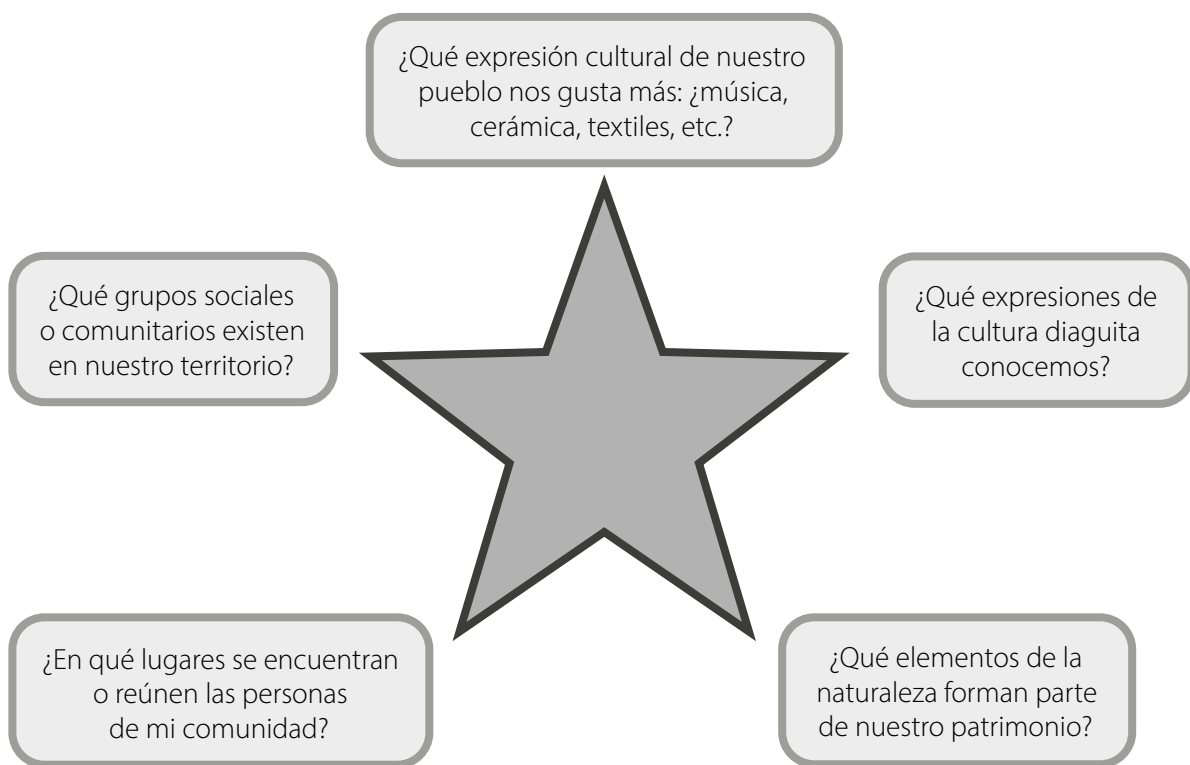 ¿Qué expresión cultural de nuestro
pueblo nos gusta más: ¿música,
cerámica, textiles, etc.?
¿Qué grupos sociales
o comunitarios existen
en nuestro territorio?
¿Qué expresiones de
la cultura diaguita
conocemos?
¿En qué lugares se encuentran
o reúnen las personas
de mi comunidad?
¿Qué elementos de la
naturaleza forman parte
de nuestro patrimonio?